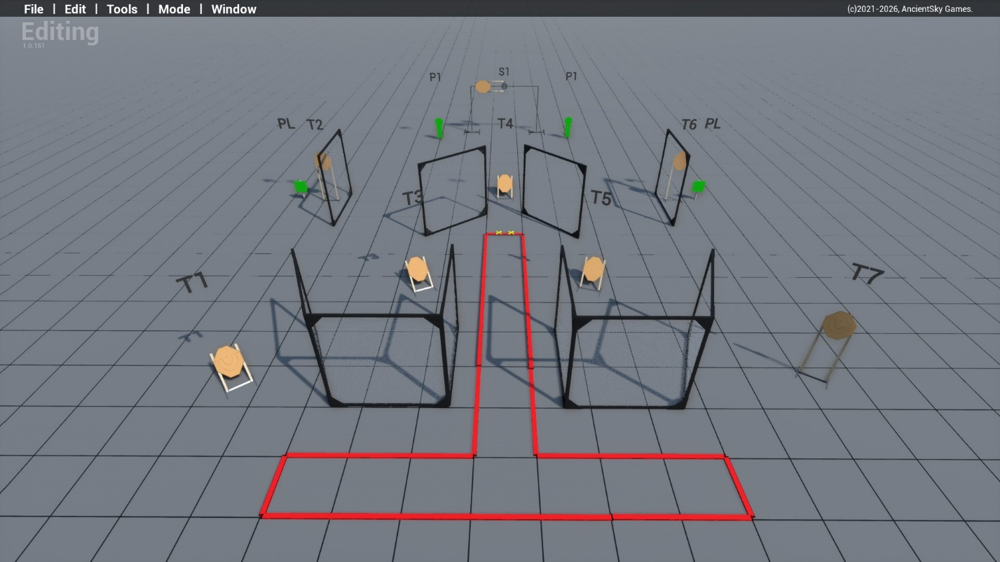 File | Edit | Tools | Mode | Window
(c)2021-2026, AncientSky Games.
Editing
1.0.151
P1
S1
P1
PL
T2
T4
T6
PL
T3
T5
T1
T7